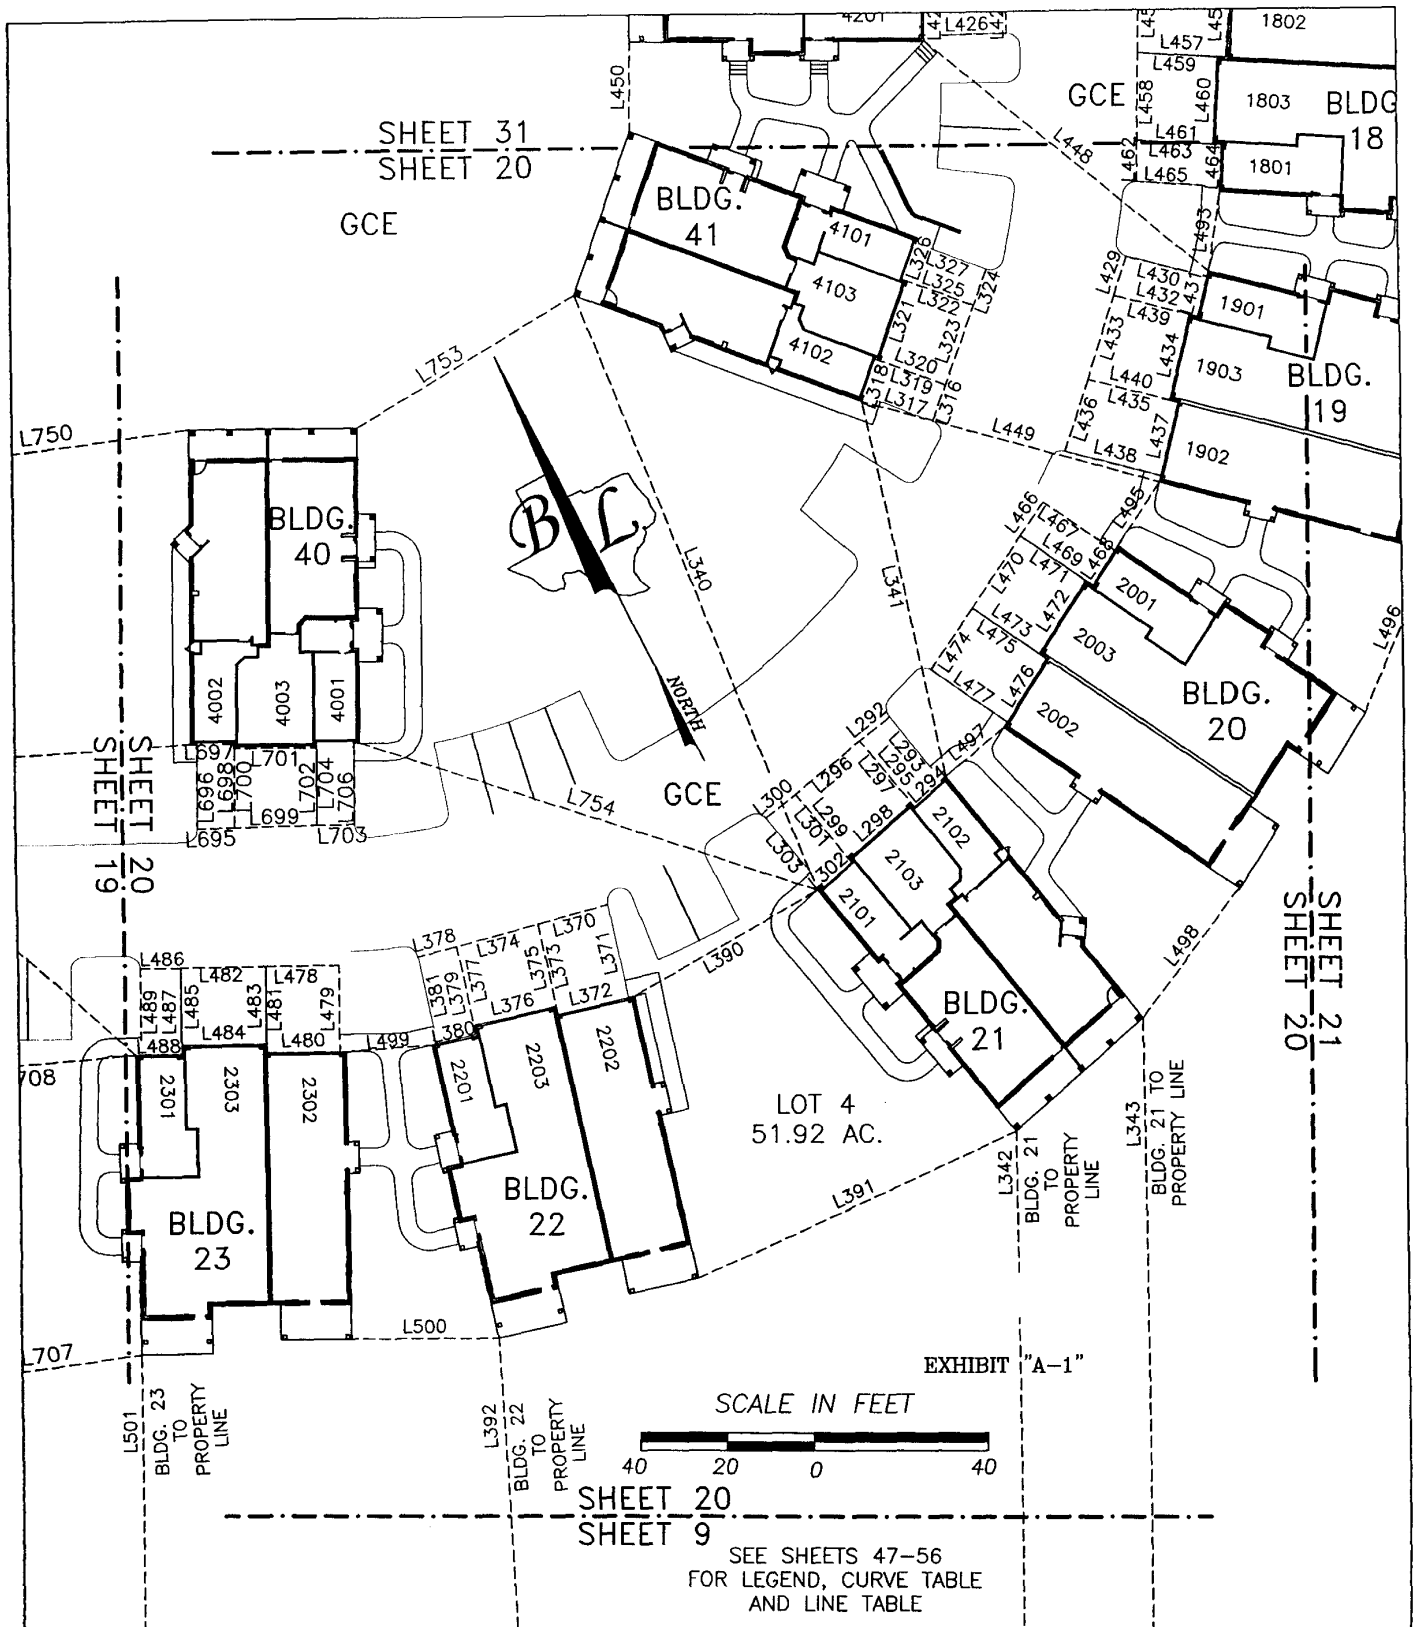 4201
L426
L450
L457
L459
L458
L460
L461
L462
L463
464
L465
1802
1803
1801
BLDG
18
GCE
L448
SHEET 31
SHEET 20
GCE
BLDG.
41
4101
4103
4102
L326
L327
L325
L324
L322
L321
L323
L320
L319
L318
L317
L316
L493
L429
L430
L432
L439
L433
L434
L440
L435
L436
L437
L438
1901
1903
1902
BLDG.
19
L449
L753
L750
BLDG.
40
4002
4003
4001
BL
NORTH
L340
L341
L466
L467
L495
L469
L468
L470
L471
L472
L473
L474
L475
L476
L477
L497
2001
2003
2002
BLDG.
20
L496
L697
L701
L696
L698
L700
L702
L704
L706
L699
L695
L703
SHEET 20
SHEET 19
L754
GCE
L292
L293
L295
L294
L296
L297
L298
L300
L299
L301
L303
302
2102
2103
2101
BLDG.
21
L498
SHEET 21
SHEET 20
L486
L482
L478
L489
L487
L485
L483
L481
L479
L488
L484
L480
L499
708
L378
L374
L370
L381
L379
L377
L375
L373
L371
L380
L376
L372
L390
2301
2303
2302
BLDG.
23
2201
2203
2202
BLDG.
22
LOT 4
51.92 AC.
L391
L342
BLDG. 21
TO
PROPERTY
LINE
L343
BLDG. 21 TO
PROPERTY LINE
L707
L500
L501
BLDG. 23
TO
PROPERTY
LINE
L392
BLDG. 22
TO
PROPERTY
LINE
EXHIBIT "A-1"
SCALE IN FEET
40 20 0 40
SHEET 20
SHEET 9
SEE SHEETS 47-56
FOR LEGEND, CURVE TABLE
AND LINE TABLE